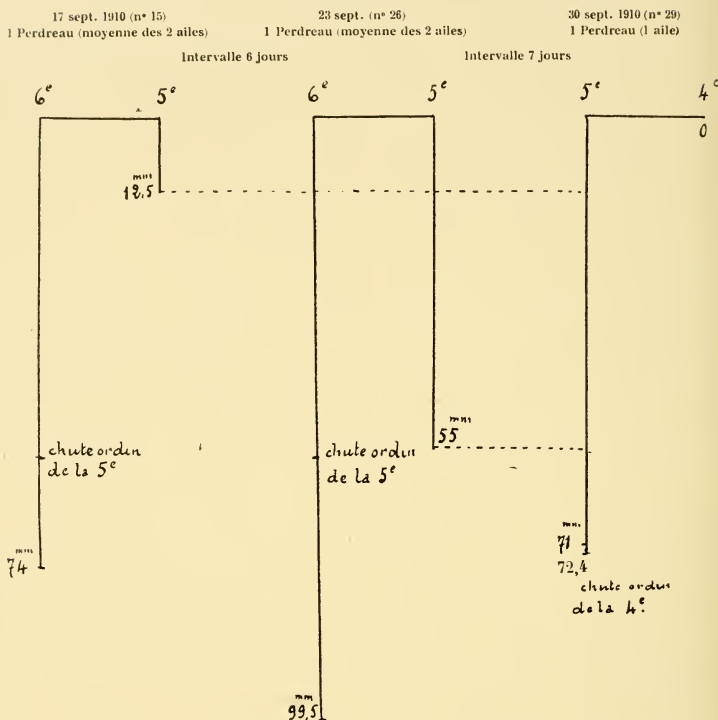 17 sept. 1910 (nº 15)
1 Perdreau (moyenne des 2 ailes)
23 sept. (nº 26)
1 Perdreau (moyenne des 2 ailes)
30 sept. 1910 (nº 29)
1 Perdreau (1 aile)
Intervalle 6 jours
Intervalle 7 jours
6e 5e
6e 5e
5e 4e
0
mm
12.5
mm
55
chute ordin
de la 5e
chute ordin
de la 5e
mm
74
mm
71
72,4
chute ordin
de la 4e.
mm
99,5